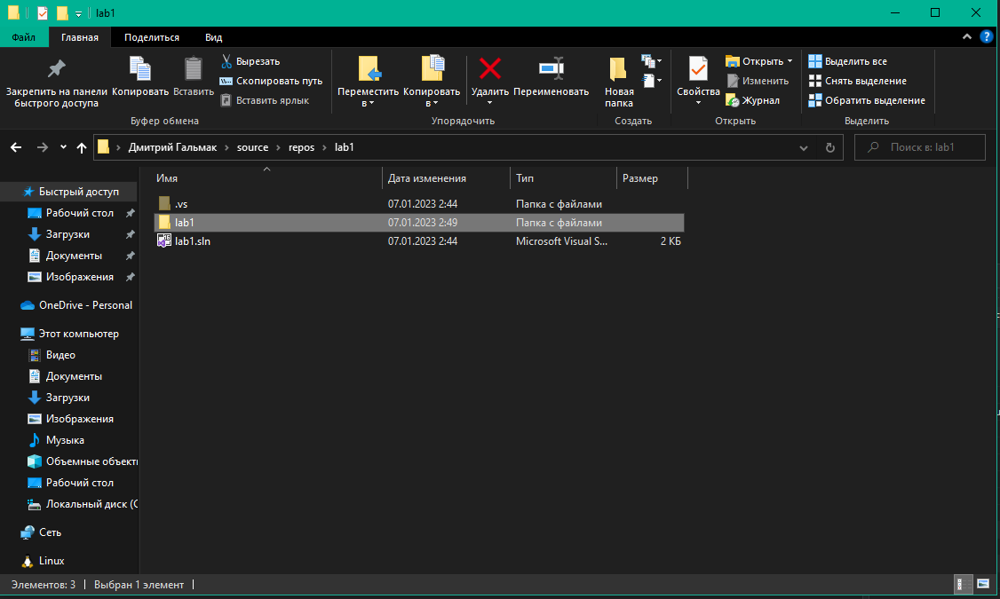 lab1
Файл Главная Поделиться Вид
Закрепить на панели быстрого доступа
Копировать
Вставить
Вырезать
Скопировать путь
Вставить ярлык
Буфер обмена
Переместить в
Копировать в
Удалить
Переименовать
Упорядочить
Новая папка
Создать
Свойства
Открыть
Изменить
Журнал
Открыть
Выделить все
Снять выделение
Обратить выделение
Выделить
Дмитрий Гальмак › source › repos › lab1
Поиск в: lab1
Имя Дата изменения Тип Размер
.vs 07.01.2023 2:44 Папка с файлами
lab1 07.01.2023 2:49 Папка с файлами
lab1.sln 07.01.2023 2:44 Microsoft Visual S... 2 КБ
Быстрый доступ
Рабочий стол
Загрузки
Документы
Изображения
OneDrive - Personal
Этот компьютер
Видео
Документы
Загрузки
Изображения
Музыка
Объемные объекты
Рабочий стол
Локальный диск (C
Сеть
Linux
Элементов: 3 Выбран 1 элемент